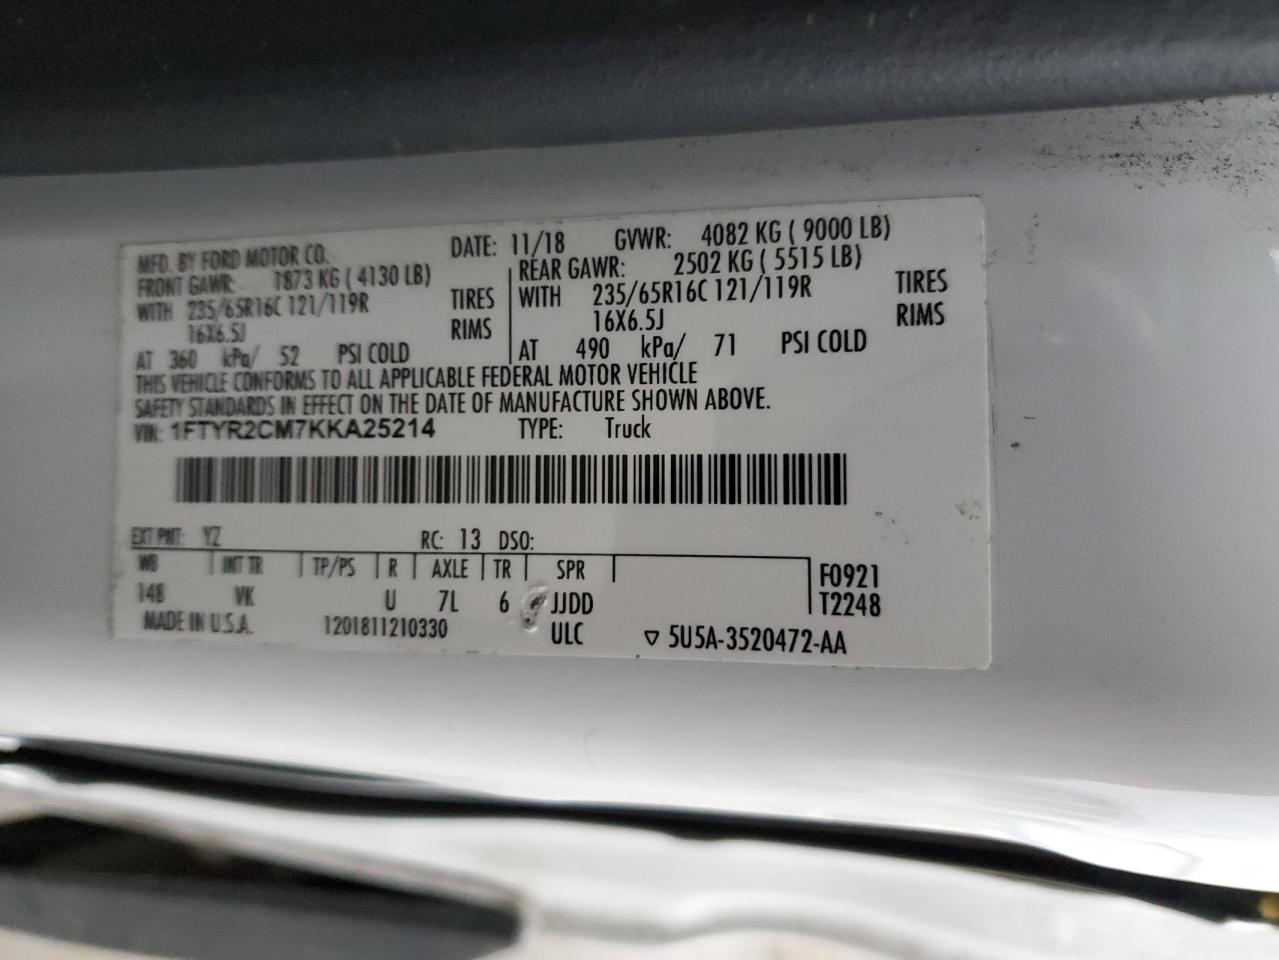 MFD. BY FORD MOTOR CO. DATE: 11/18 GVWR: 4082 KG ( 9000 LB)
FRONT GAWR: 1873 KG ( 4130 LB) REAR GAWR: 2502 KG ( 5515 LB)
WITH 235/65R16C 121/119R TIRES WITH 235/65R16C 121/119R TIRES
16X6.5J RIMS 16X6.5J RIMS
AT 360 kPa/ 52 PSI COLD AT 490 kPa/ 71 PSI COLD
THIS VEHICLE CONFORMS TO ALL APPLICABLE FEDERAL MOTOR VEHICLE
SAFETY STANDARDS IN EFFECT ON THE DATE OF MANUFACTURE SHOWN ABOVE.
VIN: 1FTYR2CM7KKA25214 TYPE: Truck
EXT PNT: YZ RC: 13 DSO:
WB INT TR TP/PS R AXLE TR SPR F0921
148 VK U 7L 6 JJDD T2248
MADE IN U.S.A. 1201811210330 ULC ▽ 5U5A-3520472-AA